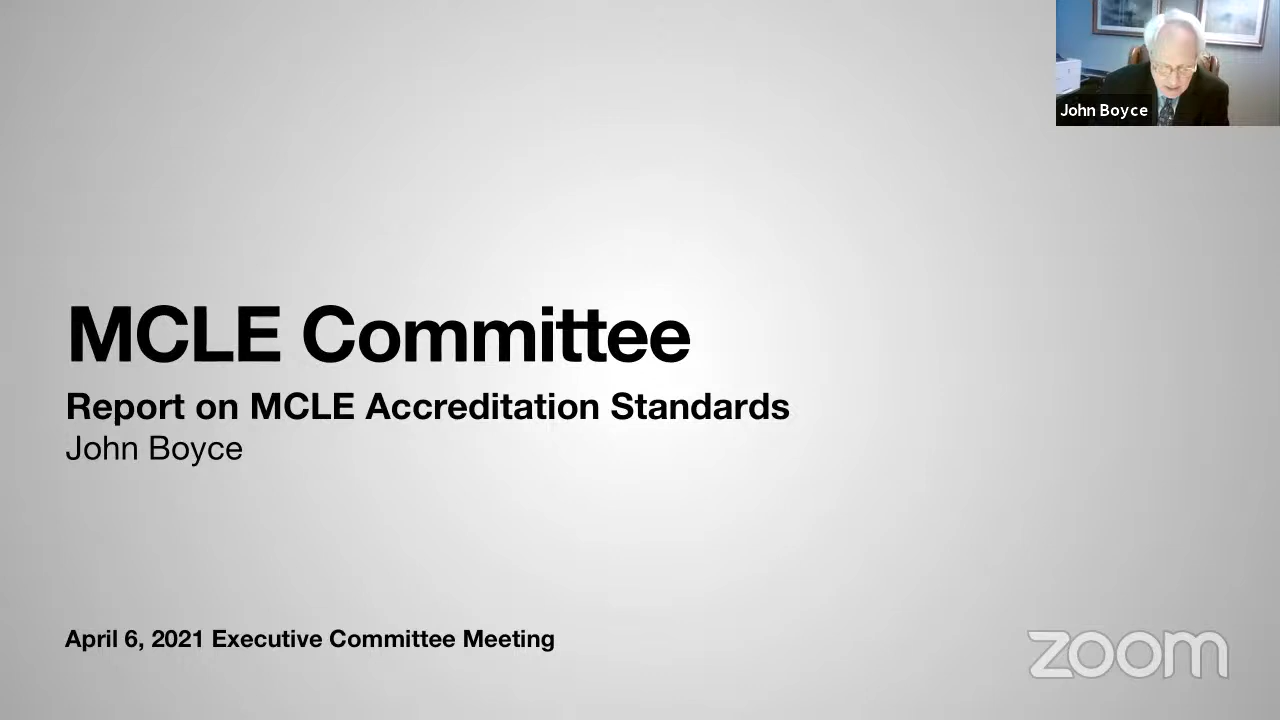 John Boyce
MCLE Committee
Report on MCLE Accreditation Standards
John Boyce
April 6, 2021 Executive Committee Meeting
zoom